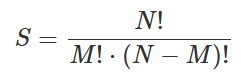 S = N! / (M! · (N − M)!)